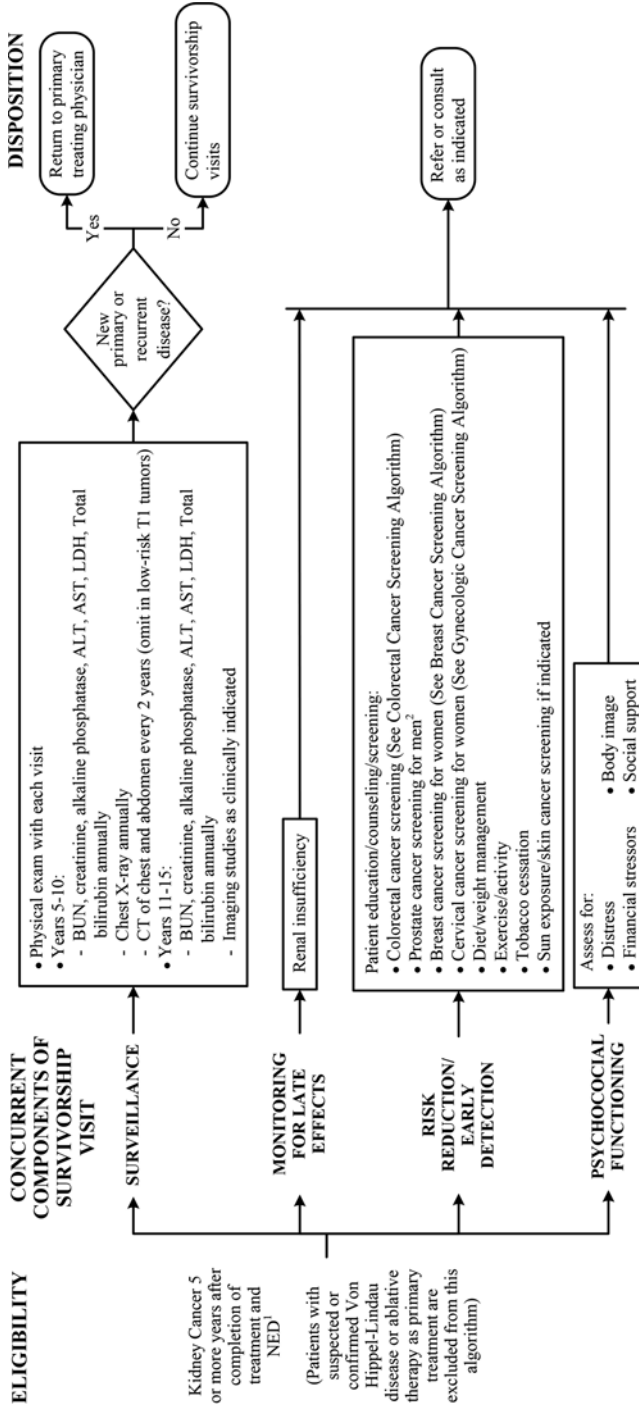 ELIGIBILITY
CONCURRENT
COMPONENTS OF
SURVIVORSHIP
VISIT
DISPOSITION
Kidney Cancer 5
or more years after
completion of
treatment and
NED1
(Patients with
suspected or
confirmed Von
Hippel-Lindau
disease or ablative
therapy as primary
treatment are
excluded from this
algorithm)
SURVEILLANCE
• Physical exam with each visit
• Years 5-10:
- BUN, creatinine, alkaline phosphatase, ALT, AST, LDH, Total
bilirubin annually
- Chest X-ray annually
- CT of chest and abdomen every 2 years (omit in low-risk T1 tumors)
• Years 11-15:
- BUN, creatinine, alkaline phosphatase, ALT, AST, LDH, Total
bilirubin annually
- Imaging studies as clinically indicated
New
primary or
recurrent
disease?
Yes
Return to primary
treating physician
No
Continue survivorship
visits
MONITORING
FOR LATE
EFFECTS
Renal insufficiency
RISK
REDUCTION/
EARLY
DETECTION
Patient education/counseling/screening:
• Colorectal cancer screening (See Colorectal Cancer Screening Algorithm)
• Prostate cancer screening for men2
• Breast cancer screening for women (See Breast Cancer Screening Algorithm)
• Cervical cancer screening for women (See Gynecologic Cancer Screening Algorithm)
• Diet/weight management
• Exercise/activity
• Tobacco cessation
• Sun exposure/skin cancer screening if indicated
Refer or consult
as indicated
PSYCHOCOCIAL
FUNCTIONING
Assess for:
• Distress • Body image
• Financial stressors • Social support